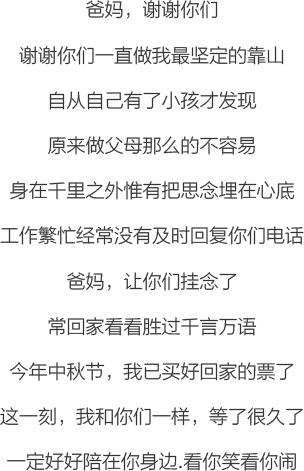 爸妈，谢谢你们
谢谢你们一直做我最坚定的靠山
自从自己有了小孩才发现
原来做父母那么的不容易
身在千里之外惟有把思念埋在心底
工作繁忙经常没有及时回复你们电话
爸妈，让你们挂念了
常回家看看胜过千言万语
今年中秋节，我已买好回家的票了
这一刻，我和你们一样，等了很久了
一定好好陪在你身边.看你笑看你闹